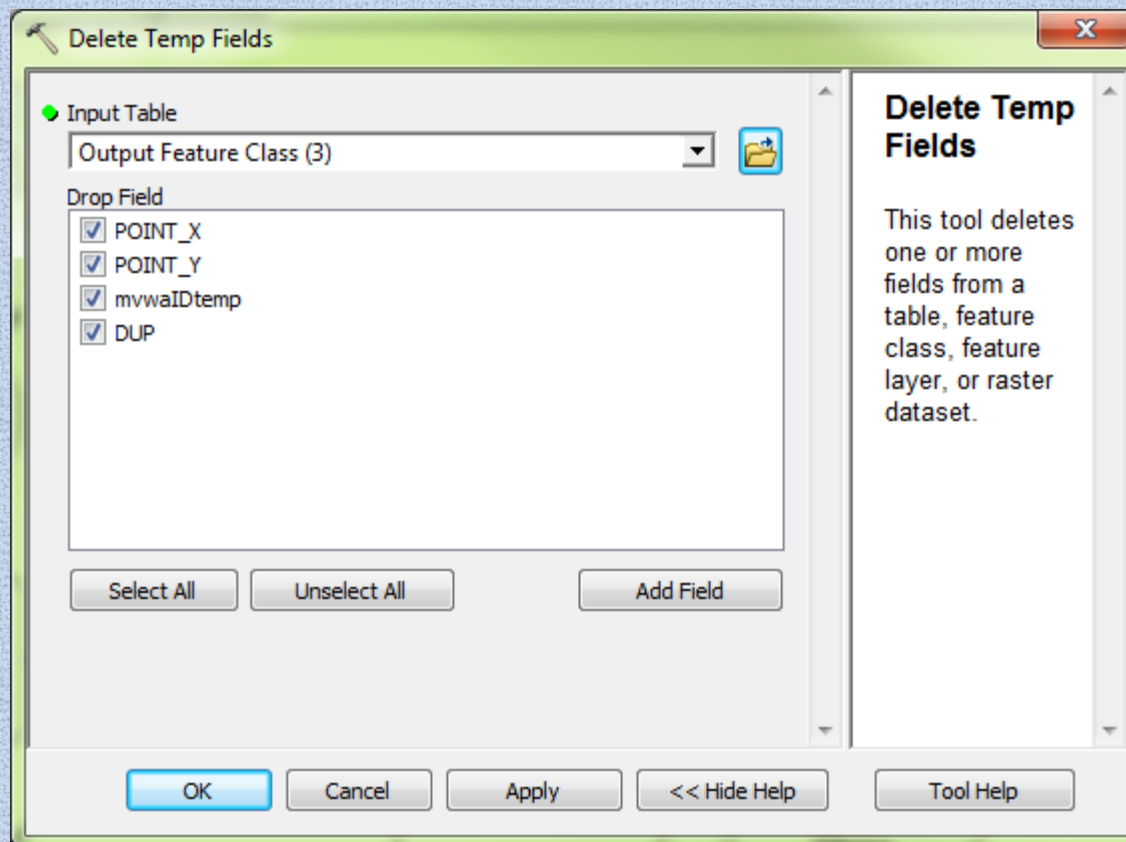 Delete Temp Fields
Input Table
Output Feature Class (3)
Drop Field
POINT_X
POINT_Y
mvwaIDtemp
DUP
Select All
Unselect All
Add Field
Delete Temp
Fields
This tool deletes
one or more
fields from a
table, feature
class, feature
layer, or raster
dataset.
OK
Cancel
Apply
<< Hide Help
Tool Help